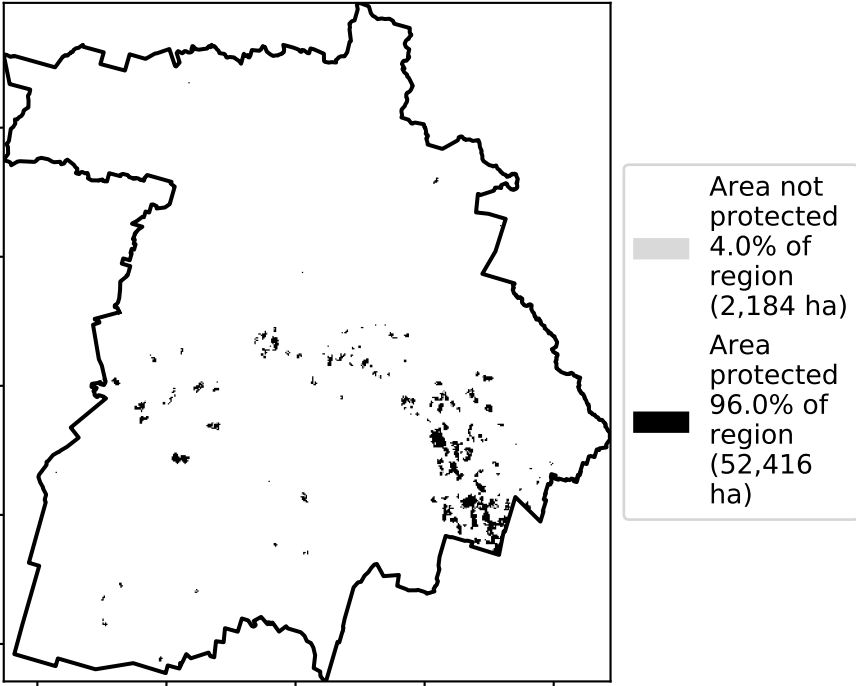 Area not
protected
4.0% of
region
(2,184 ha)
Area
protected
96.0% of
region
(52,416
ha)